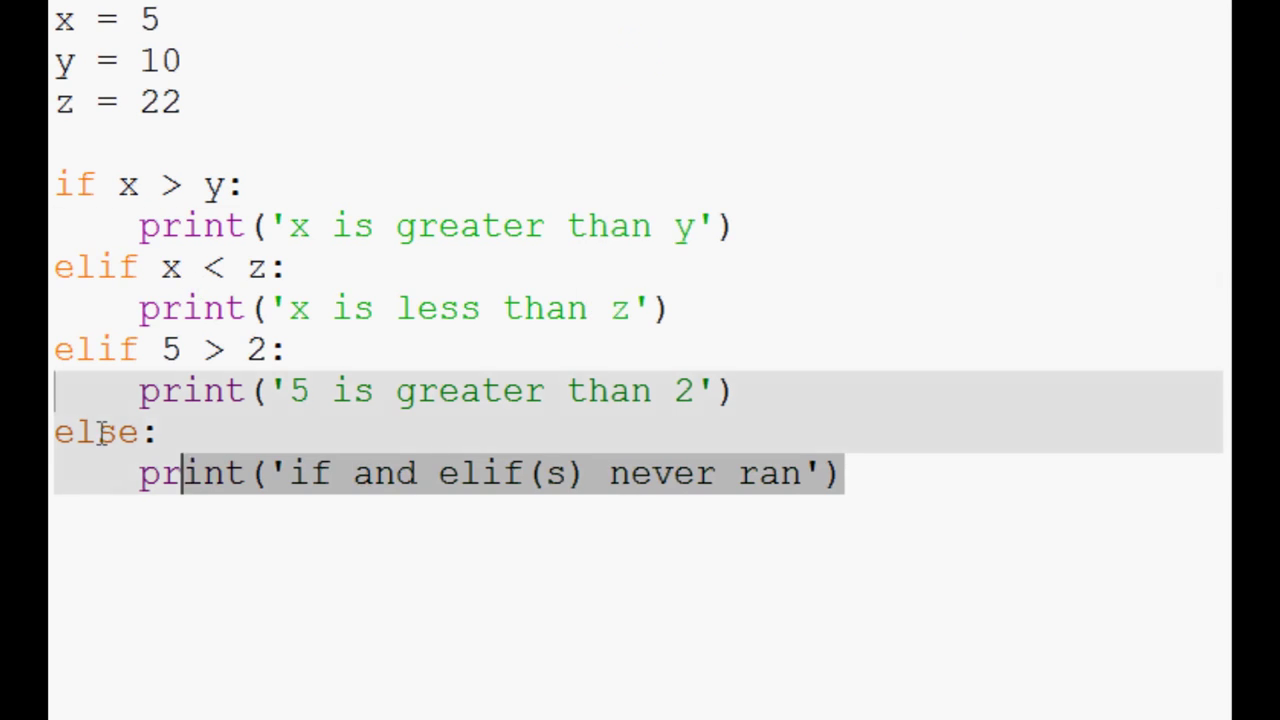 x = 5
y = 10
z = 22
if x > y:
    print('x is greater than y')
elif x < z:
    print('x is less than z')
elif 5 > 2:
    print('5 is greater than 2')
else:
    print('if and elif(s) never ran')